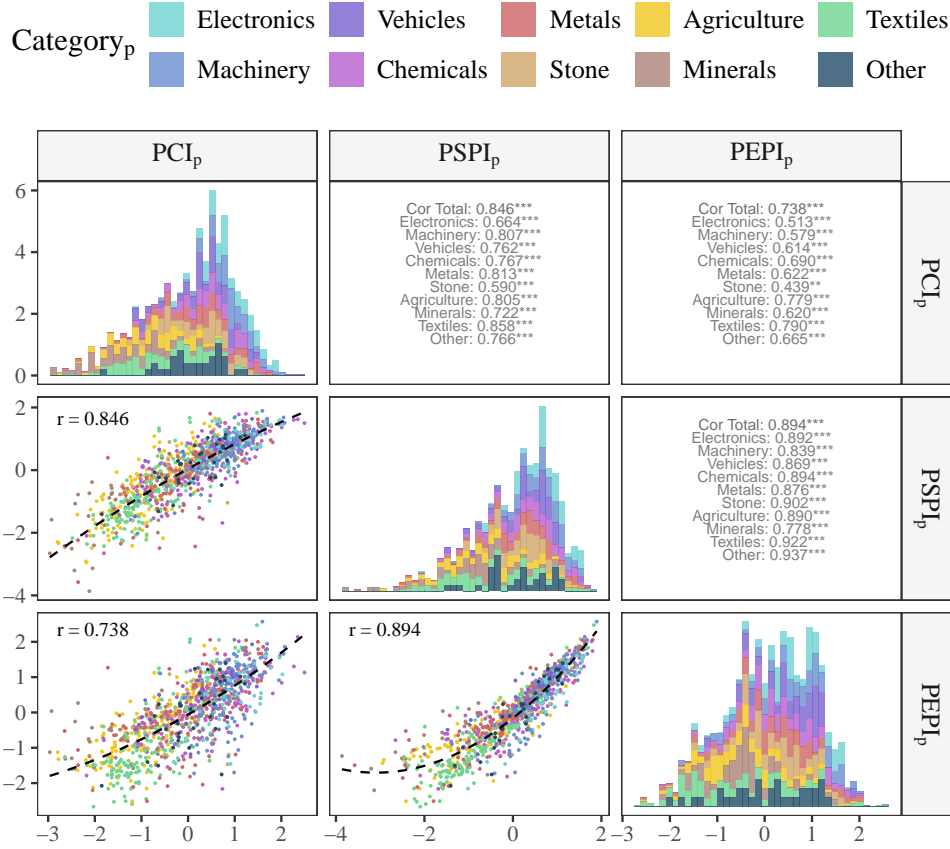 Category_p
Electronics Vehicles Metals Agriculture Textiles
Machinery Chemicals Stone Minerals Other
PCI_p PSPI_p PEPI_p
6
4
2
0
Cor Total: 0.846***
Electronics: 0.664***
Machinery: 0.807***
Vehicles: 0.762***
Chemicals: 0.767***
Metals: 0.813***
Stone: 0.590***
Agriculture: 0.805***
Minerals: 0.722***
Textiles: 0.858***
Other: 0.766***
Cor Total: 0.738***
Electronics: 0.513***
Machinery: 0.579***
Vehicles: 0.614***
Chemicals: 0.690***
Metals: 0.622***
Stone: 0.439**
Agriculture: 0.779***
Minerals: 0.620***
Textiles: 0.790***
Other: 0.665***
PCI_p
2
0
−2
−4
r = 0.846
Cor Total: 0.894***
Electronics: 0.892***
Machinery: 0.839***
Vehicles: 0.869***
Chemicals: 0.894***
Metals: 0.876***
Stone: 0.902***
Agriculture: 0.890***
Minerals: 0.778***
Textiles: 0.922***
Other: 0.937***
PSPI_p
2
1
0
−1
−2
r = 0.738
r = 0.894
PEPI_p
−3 −2 −1 0 1 2
−4 −2 0 2
−3 −2 −1 0 1 2